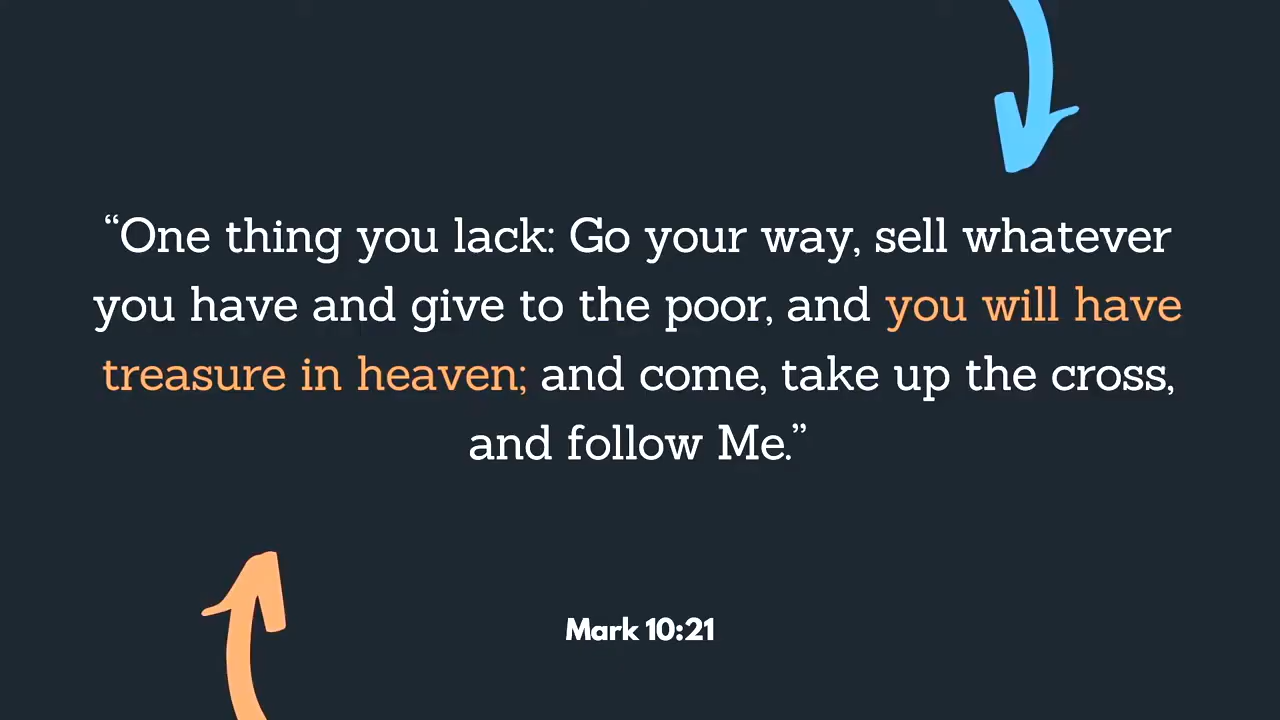 “One thing you lack: Go your way, sell whatever
you have and give to the poor, and you will have
treasure in heaven; and come, take up the cross,
and follow Me.”
Mark 10:21